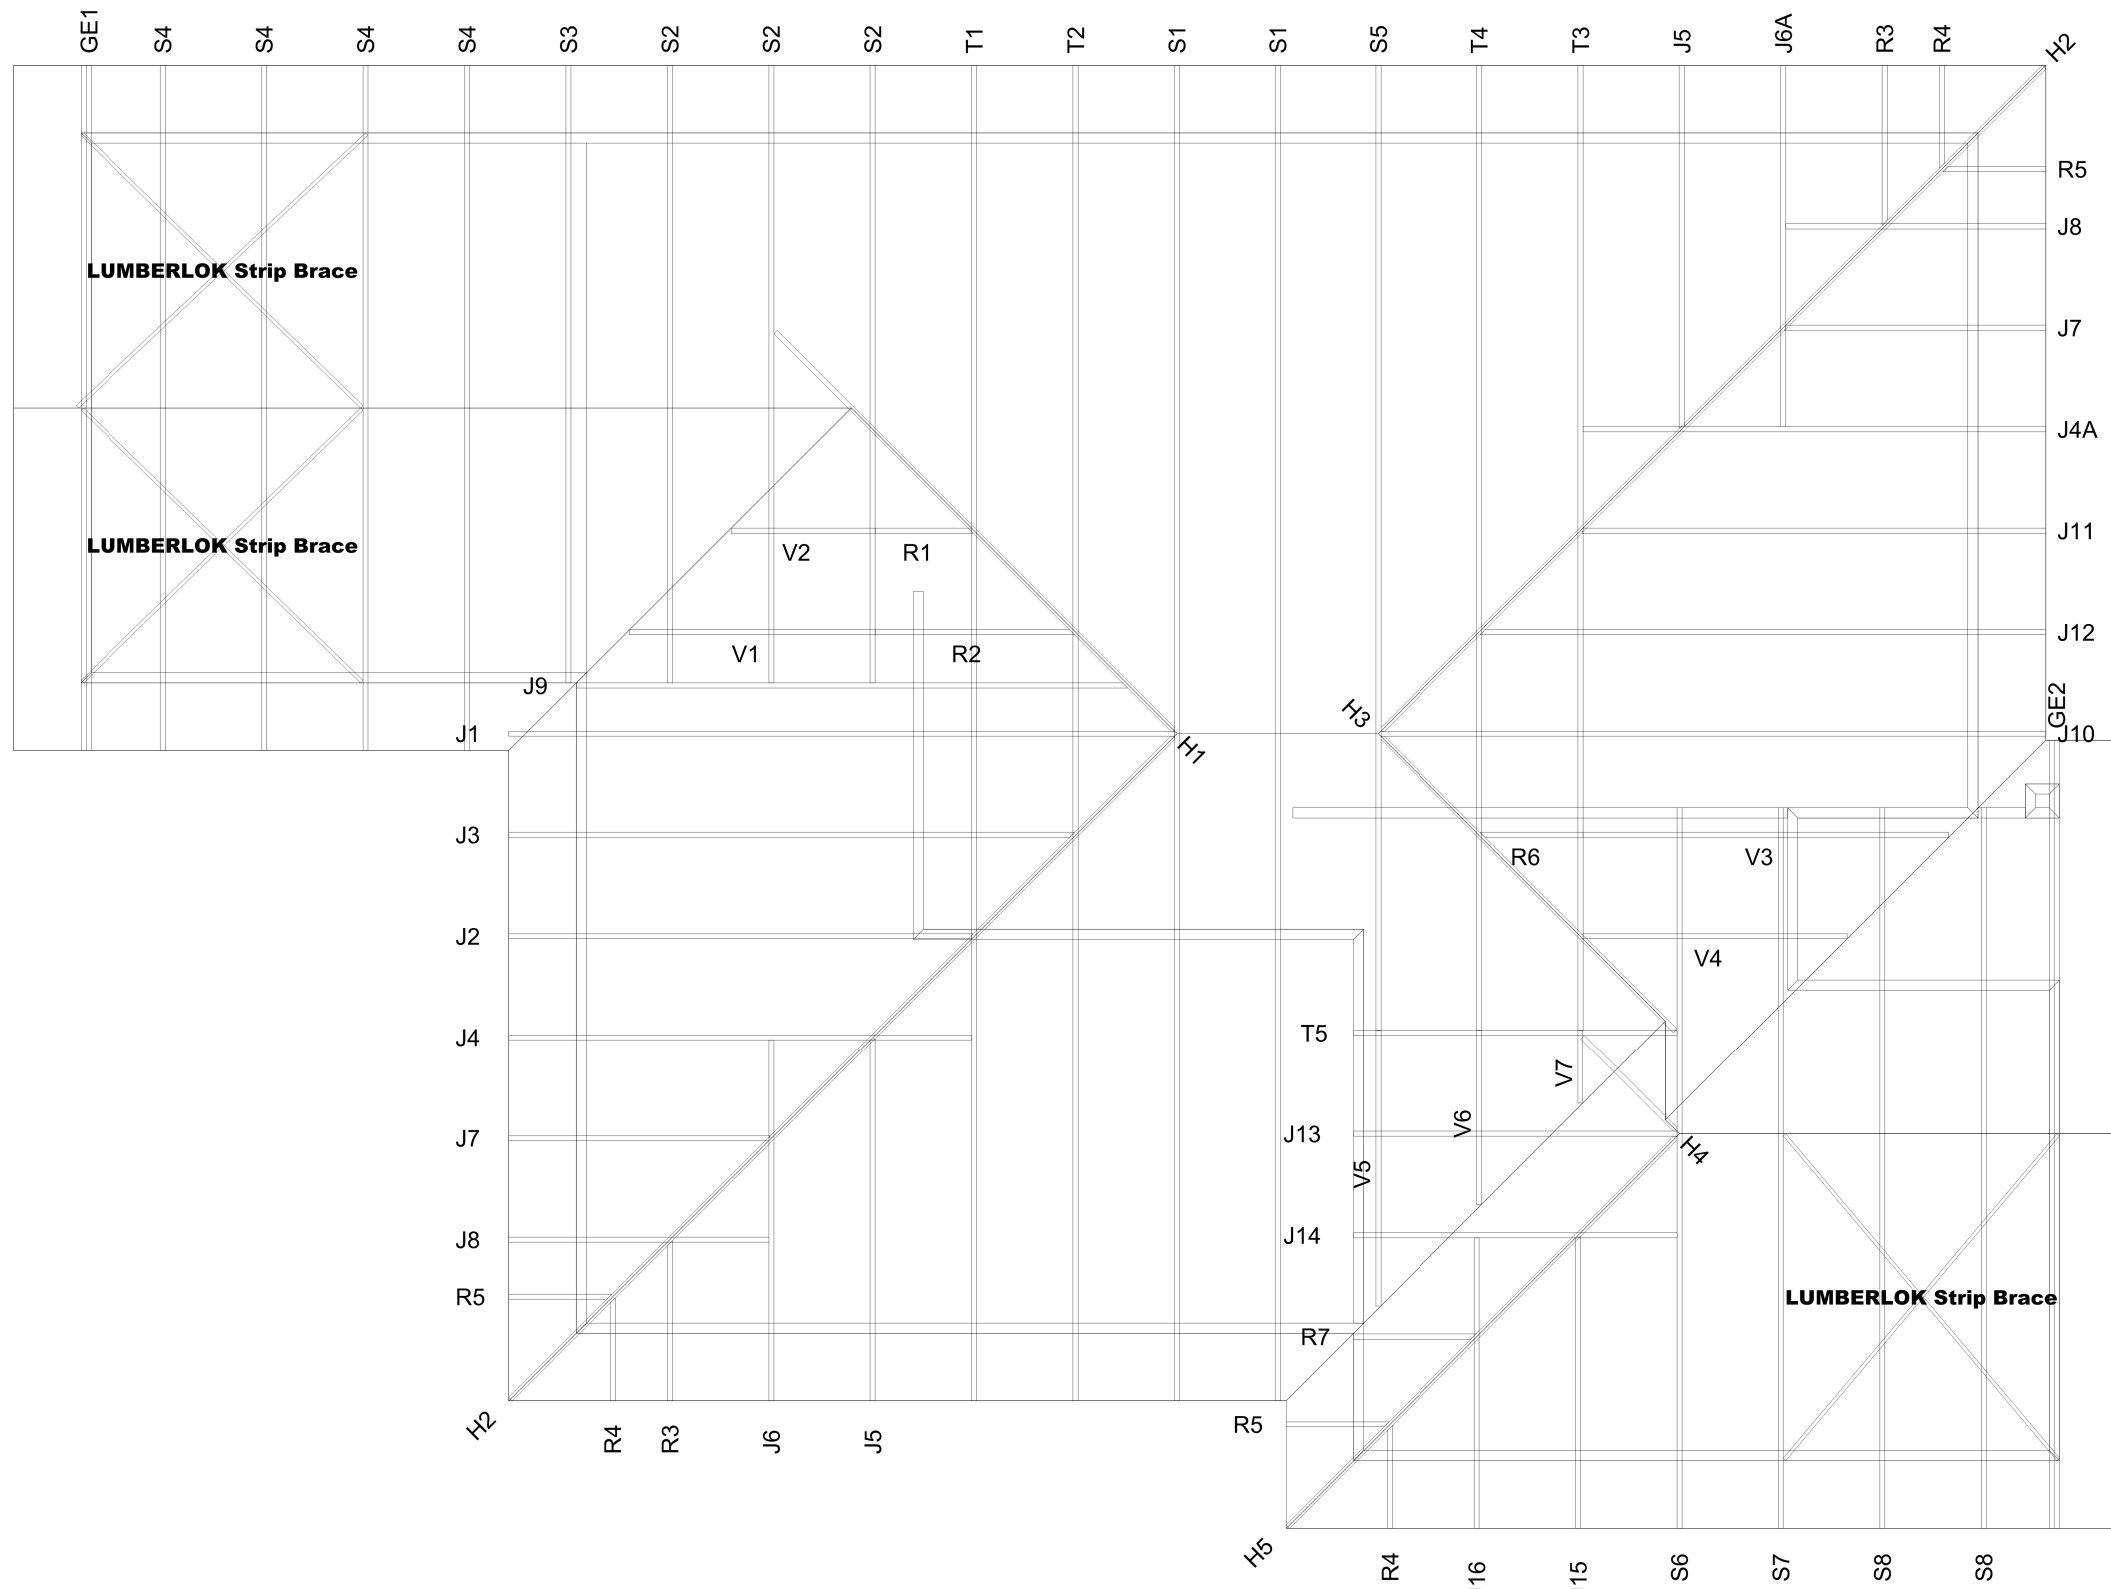 GE1
S4
S4
S4
S4
S3
S2
S2
S2
T1
T2
S1
S1
S5
T4
T3
J5
J6A
R3
R4
H2
R5
J8
LUMBERLOK Strip Brace
J7
J4A
J11
LUMBERLOK Strip Brace
V2
R1
J12
V1
R2
J9
GE2
H3
J1
H1
J10
J3
R6
V3
J2
V4
J4
T5
V7
V6
J7
J13
H4
V5
J8
J14
R5
LUMBERLOK Strip Brace
R7
H2
R4
R3
J6
J5
R5
H5
R4
16
15
S6
S7
S8
S8